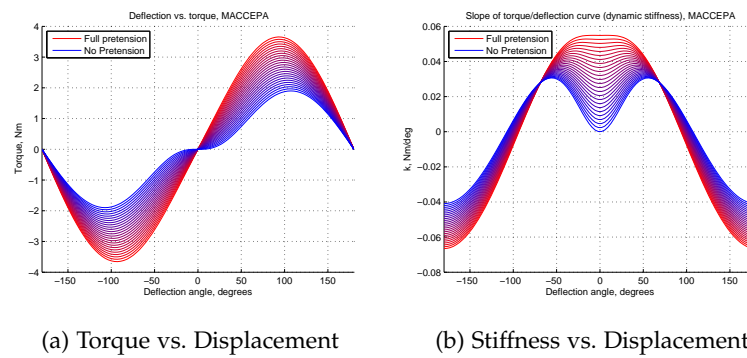 Deflection vs. torque, MACCEPA
Full pretension
No Pretension
Torque, Nm
4
3
2
1
0
−1
−2
−3
−4
−150
−100
−50
0
50
100
150
Deflection angle, degrees
(a) Torque vs. Displacement
Slope of torque/deflection curve (dynamic stiffness), MACCEPA
Full pretension
No Pretension
k, Nm/deg
0.06
0.04
0.02
0
−0.02
−0.04
−0.06
−0.08
−150
−100
−50
0
50
100
150
Deflection angle, degrees
(b) Stiffness vs. Displacement